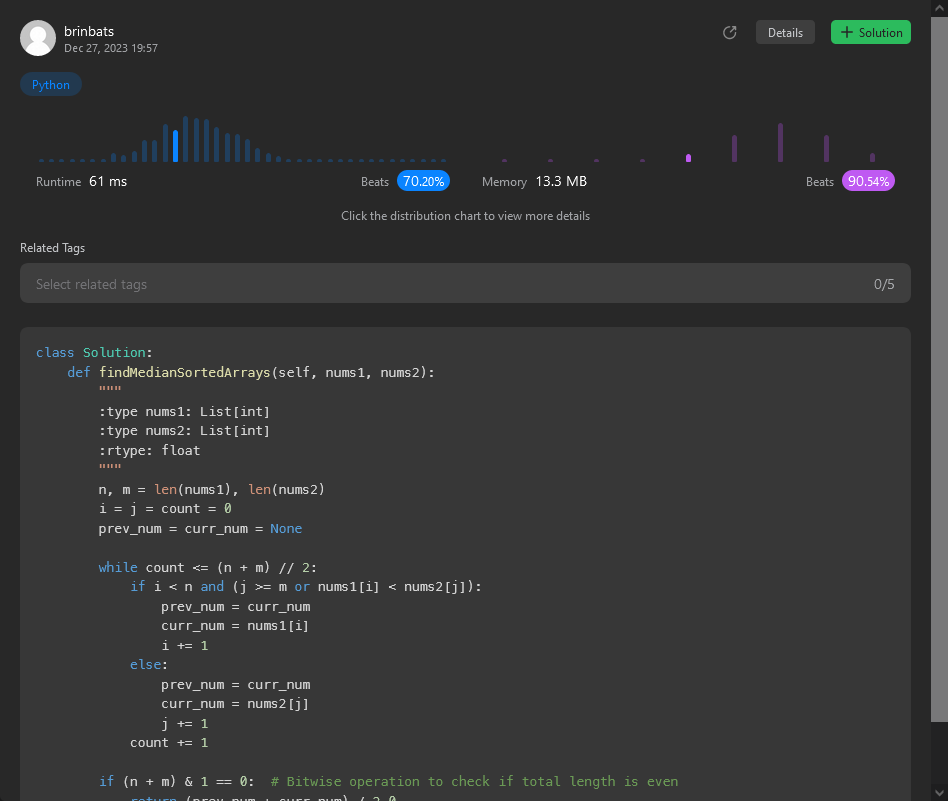 brinbats
Dec 27, 2023 19:57
Details
Solution
Python
Runtime 61 ms
Beats 70.20%
Memory 13.3 MB
Beats 90.54%
Click the distribution chart to view more details
Related Tags
Select related tags 0/5
class Solution:
    def findMedianSortedArrays(self, nums1, nums2):
        """
        :type nums1: List[int]
        :type nums2: List[int]
        :rtype: float
        """
        n, m = len(nums1), len(nums2)
        i = j = count = 0
        prev_num = curr_num = None

        while count <= (n + m) // 2:
            if i < n and (j >= m or nums1[i] < nums2[j]):
                prev_num = curr_num
                curr_num = nums1[i]
                i += 1
            else:
                prev_num = curr_num
                curr_num = nums2[j]
                j += 1
            count += 1

        if (n + m) & 1 == 0:  # Bitwise operation to check if total length is even
            return (prev_num + curr_num) / 2.0